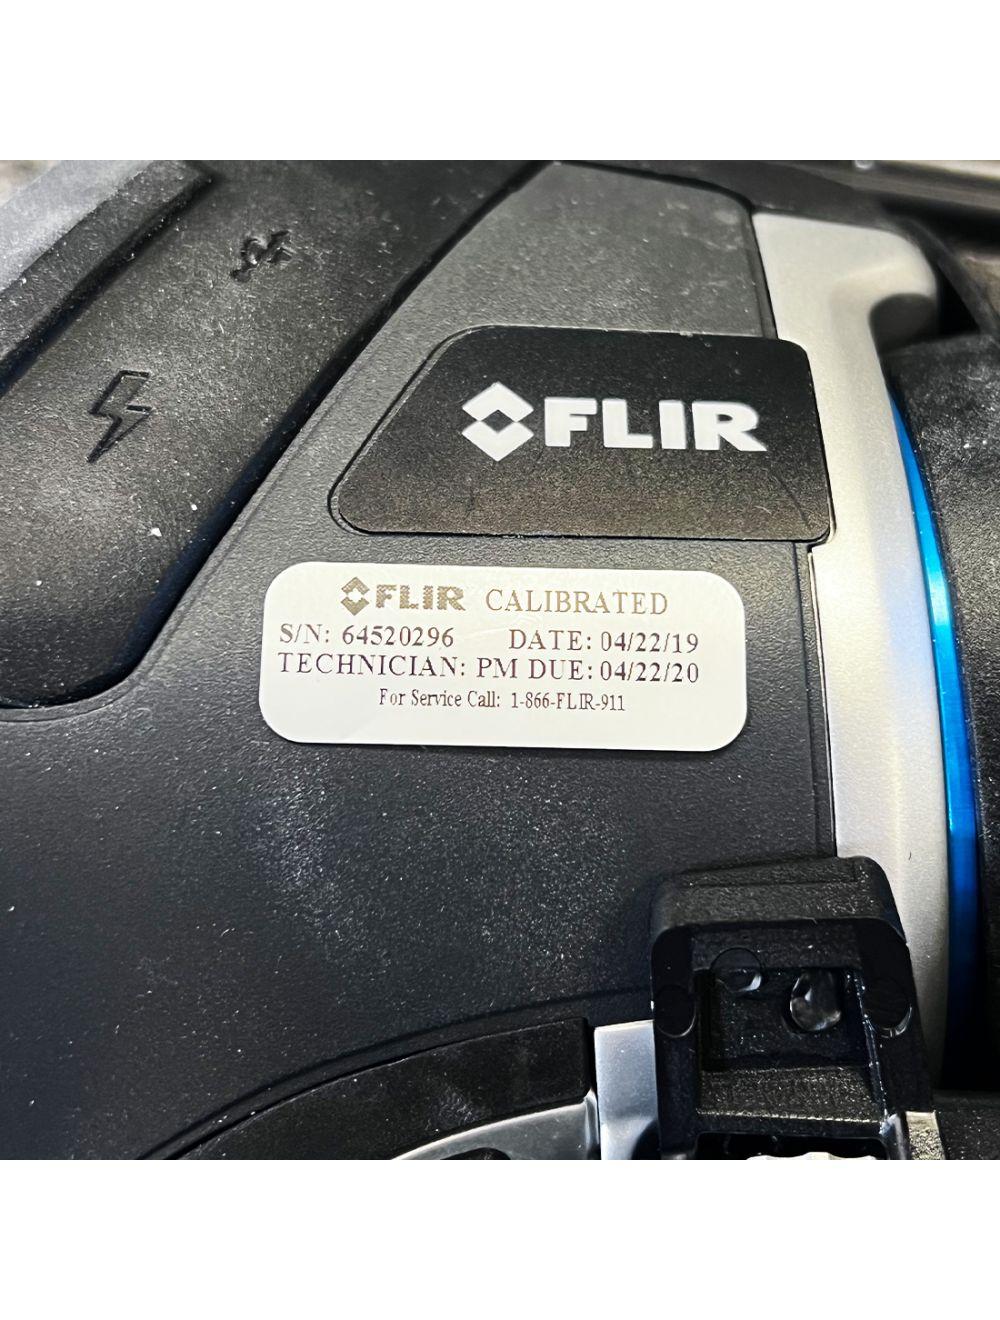 FLIR
FLIR CALIBRATED
S/N: 64520296 DATE: 04/22/19
TECHNICIAN: PM DUE: 04/22/20
For Service Call: 1-866-FLIR-911